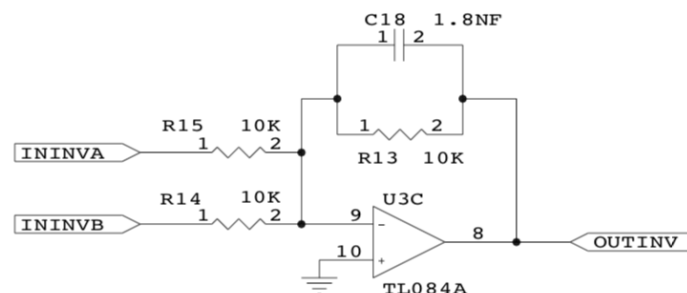 C18 1.8NF
1 2
R15 10K
1 2
1 2
ININVA
R13 10K
R14 10K
1 2
U3C
ININVB
9 -
8
OUTINV
10 +
TL084A